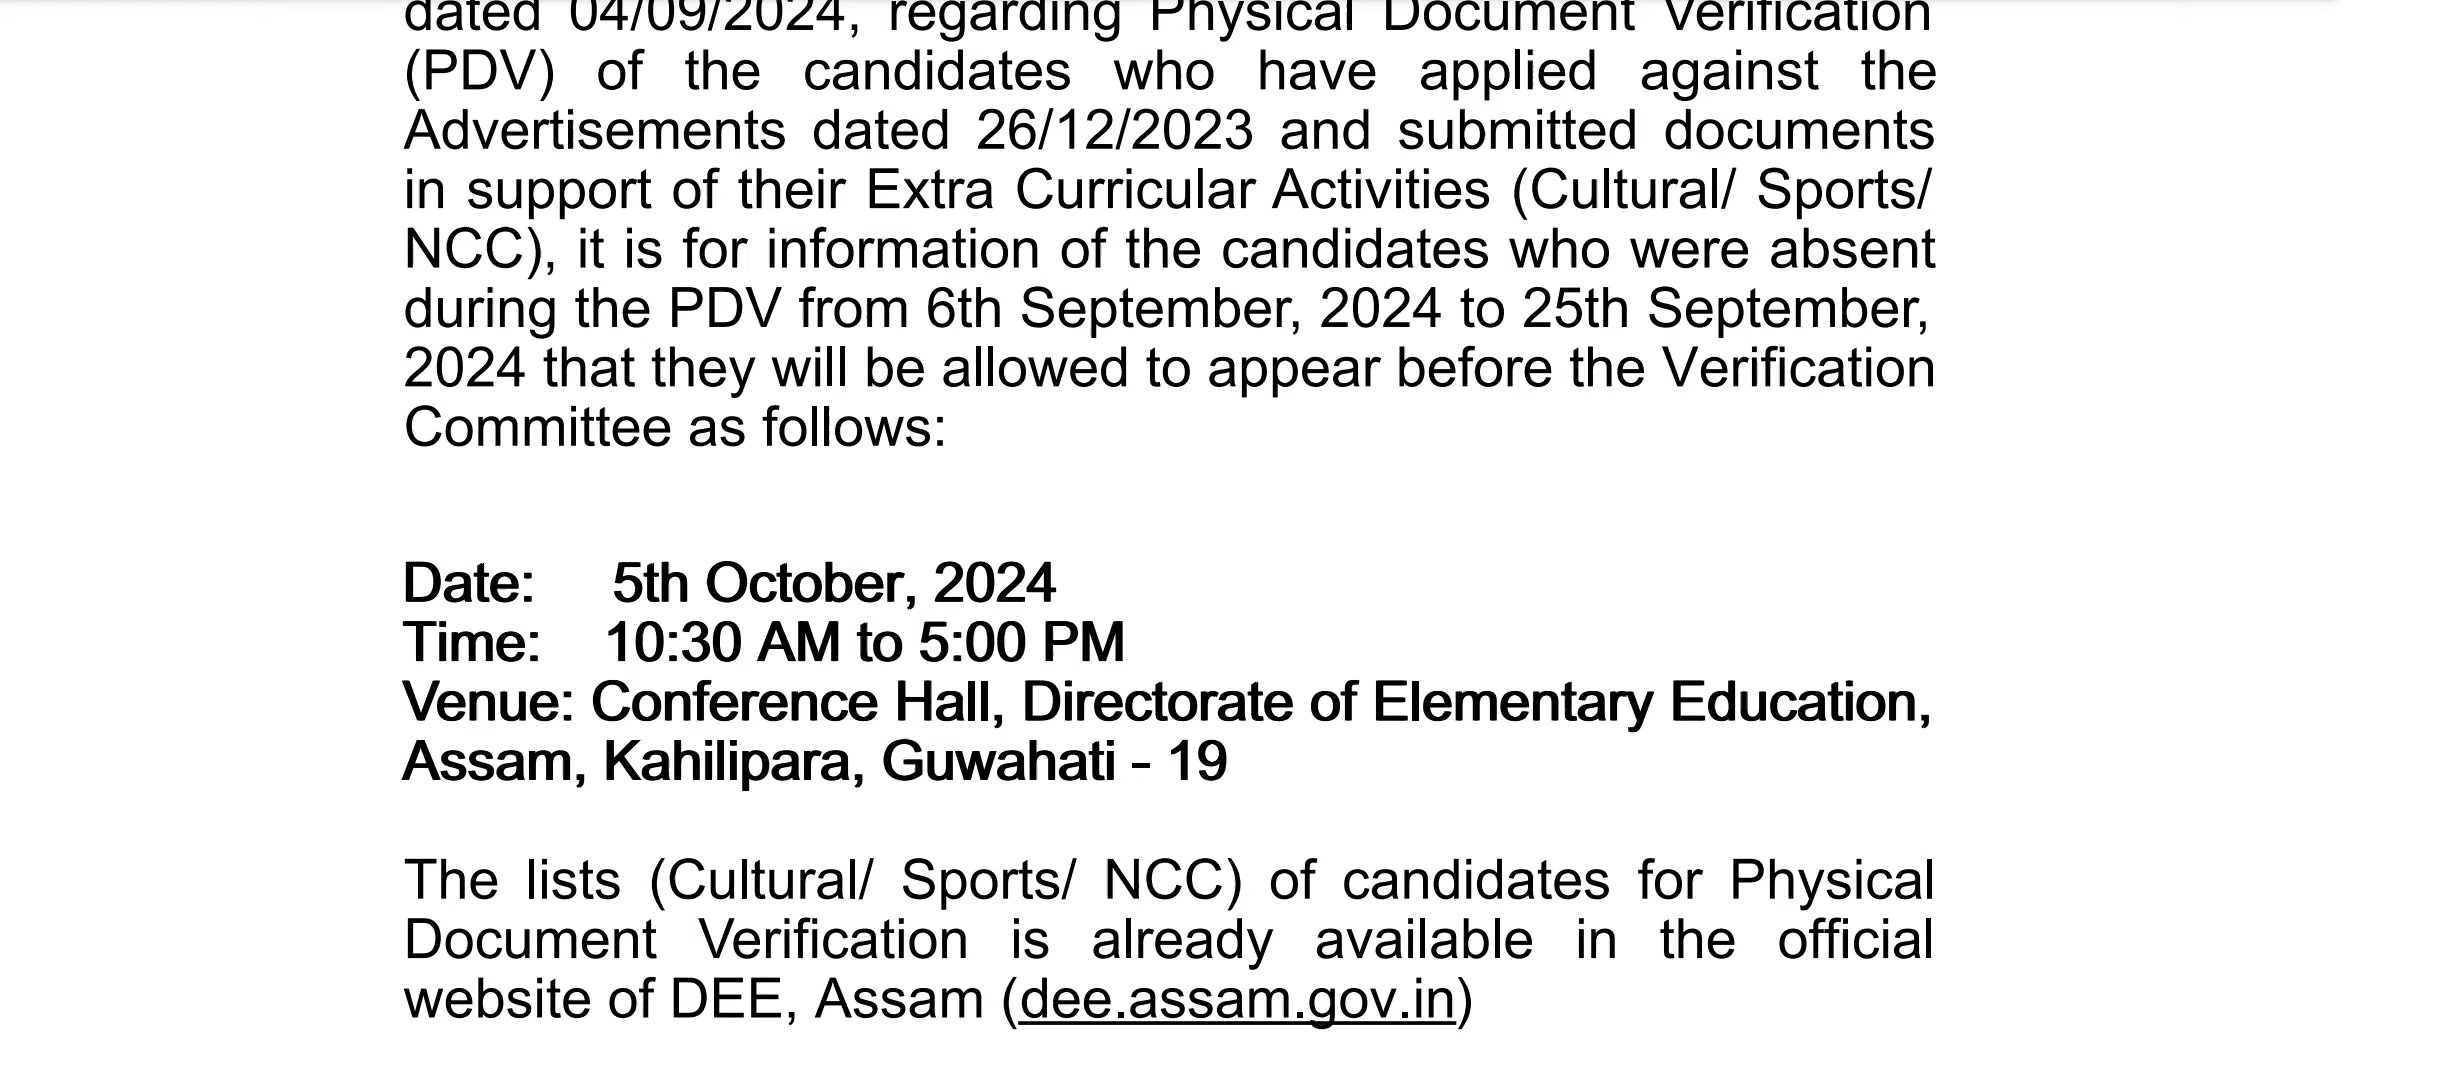 dated 04/09/2024, regarding Physical Document Verification
(PDV) of the candidates who have applied against the
Advertisements dated 26/12/2023 and submitted documents
in support of their Extra Curricular Activities (Cultural/ Sports/
NCC), it is for information of the candidates who were absent
during the PDV from 6th September, 2024 to 25th September,
2024 that they will be allowed to appear before the Verification
Committee as follows:
Date: 5th October, 2024
Time: 10:30 AM to 5:00 PM
Venue: Conference Hall, Directorate of Elementary Education,
Assam, Kahilipara, Guwahati - 19
The lists (Cultural/ Sports/ NCC) of candidates for Physical
Document Verification is already available in the official
website of DEE, Assam (dee.assam.gov.in)